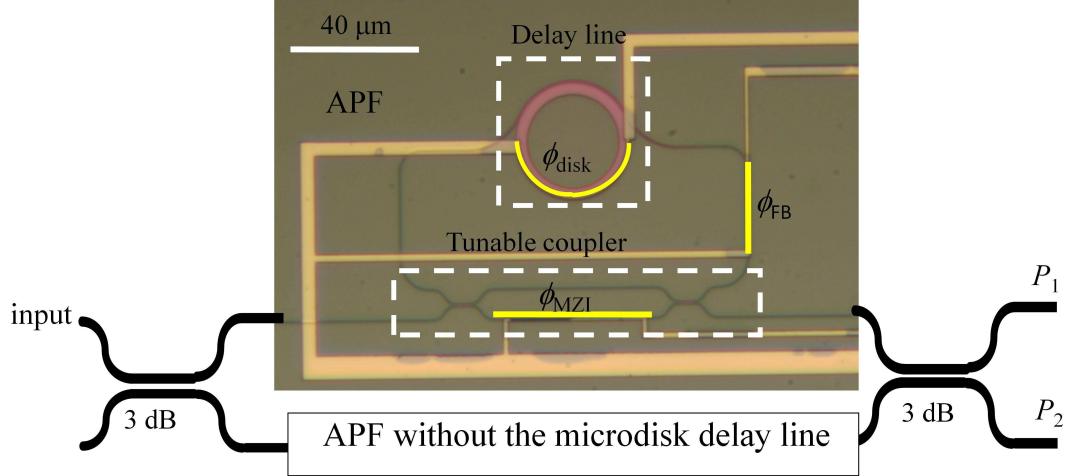 40 μm
Delay line
APF
ϕdisk
ϕFB
Tunable coupler
ϕMZI
input
P1
3 dB
APF without the microdisk delay line
3 dB
P2